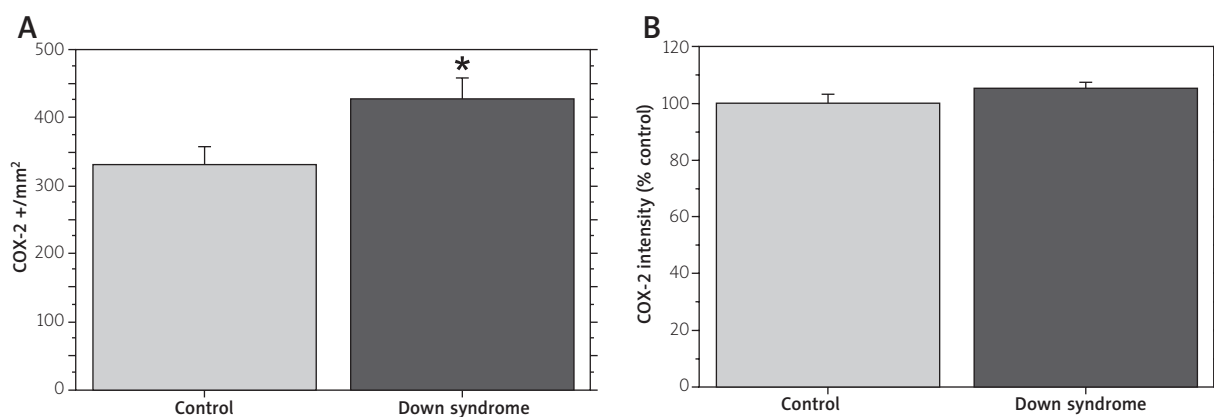 A
COX-2 +/mm²
500
400
300
200
100
0
*
Control
Down syndrome
B
COX-2 intensity (% control)
120
100
80
60
40
20
0
Control
Down syndrome